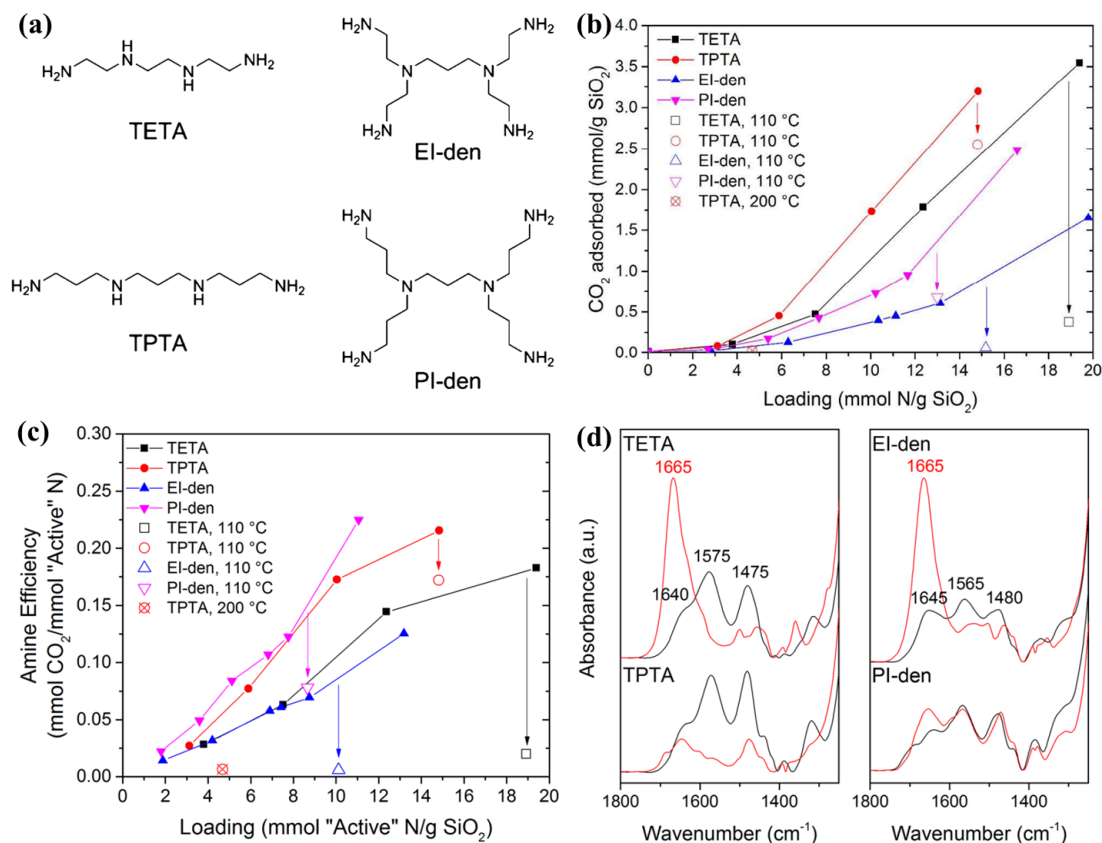 (a)
H
N
NH₂
H₂N
N
H
TETA
H₂N
NH₂
N
N
H₂N
NH₂
EI-den
H₂N
N
H
N
H
NH₂
TPTA
H₂N
NH₂
N
N
H₂N
NH₂
PI-den
(b)
CO₂ adsorbed (mmol/g SiO₂)
4.0
3.5
3.0
2.5
2.0
1.5
1.0
0.5
0.0
TETA
TPTA
EI-den
PI-den
TETA, 110 °C
TPTA, 110 °C
EI-den, 110 °C
PI-den, 110 °C
TPTA, 200 °C
0 2 4 6 8 10 12 14 16 18 20
Loading (mmol N/g SiO₂)
(c)
Amine Efficiency
(mmol CO₂/mmol "Active" N)
0.30
0.25
0.20
0.15
0.10
0.05
0.00
TETA
TPTA
EI-den
PI-den
TETA, 110 °C
TPTA, 110 °C
EI-den, 110 °C
PI-den, 110 °C
TPTA, 200 °C
0 2 4 6 8 10 12 14 16 18 20
Loading (mmol "Active" N/g SiO₂)
(d)
Absorbance (a.u.)
TETA
1665
1575
1640
1475
TPTA
1800 1600 1400
Wavenumber (cm⁻¹)
EI-den
1665
1645
1565
1480
PI-den
1800 1600 1400
Wavenumber (cm⁻¹)